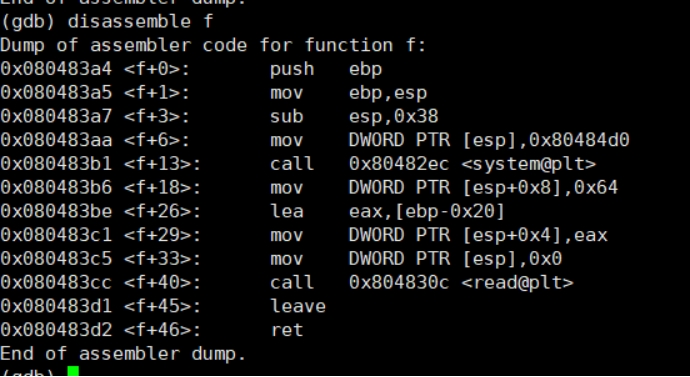 End of assembler dump.
(gdb) disassemble f
Dump of assembler code for function f:
0x080483a4 <f+0>:      push   ebp
0x080483a5 <f+1>:      mov    ebp,esp
0x080483a7 <f+3>:      sub    esp,0x38
0x080483aa <f+6>:      mov    DWORD PTR [esp],0x80484d0
0x080483b1 <f+13>:     call   0x80482ec <system@plt>
0x080483b6 <f+18>:     mov    DWORD PTR [esp+0x8],0x64
0x080483be <f+26>:     lea    eax,[ebp-0x20]
0x080483c1 <f+29>:     mov    DWORD PTR [esp+0x4],eax
0x080483c5 <f+33>:     mov    DWORD PTR [esp],0x0
0x080483cc <f+40>:     call   0x804830c <read@plt>
0x080483d1 <f+45>:     leave
0x080483d2 <f+46>:     ret
End of assembler dump.
(gdb)